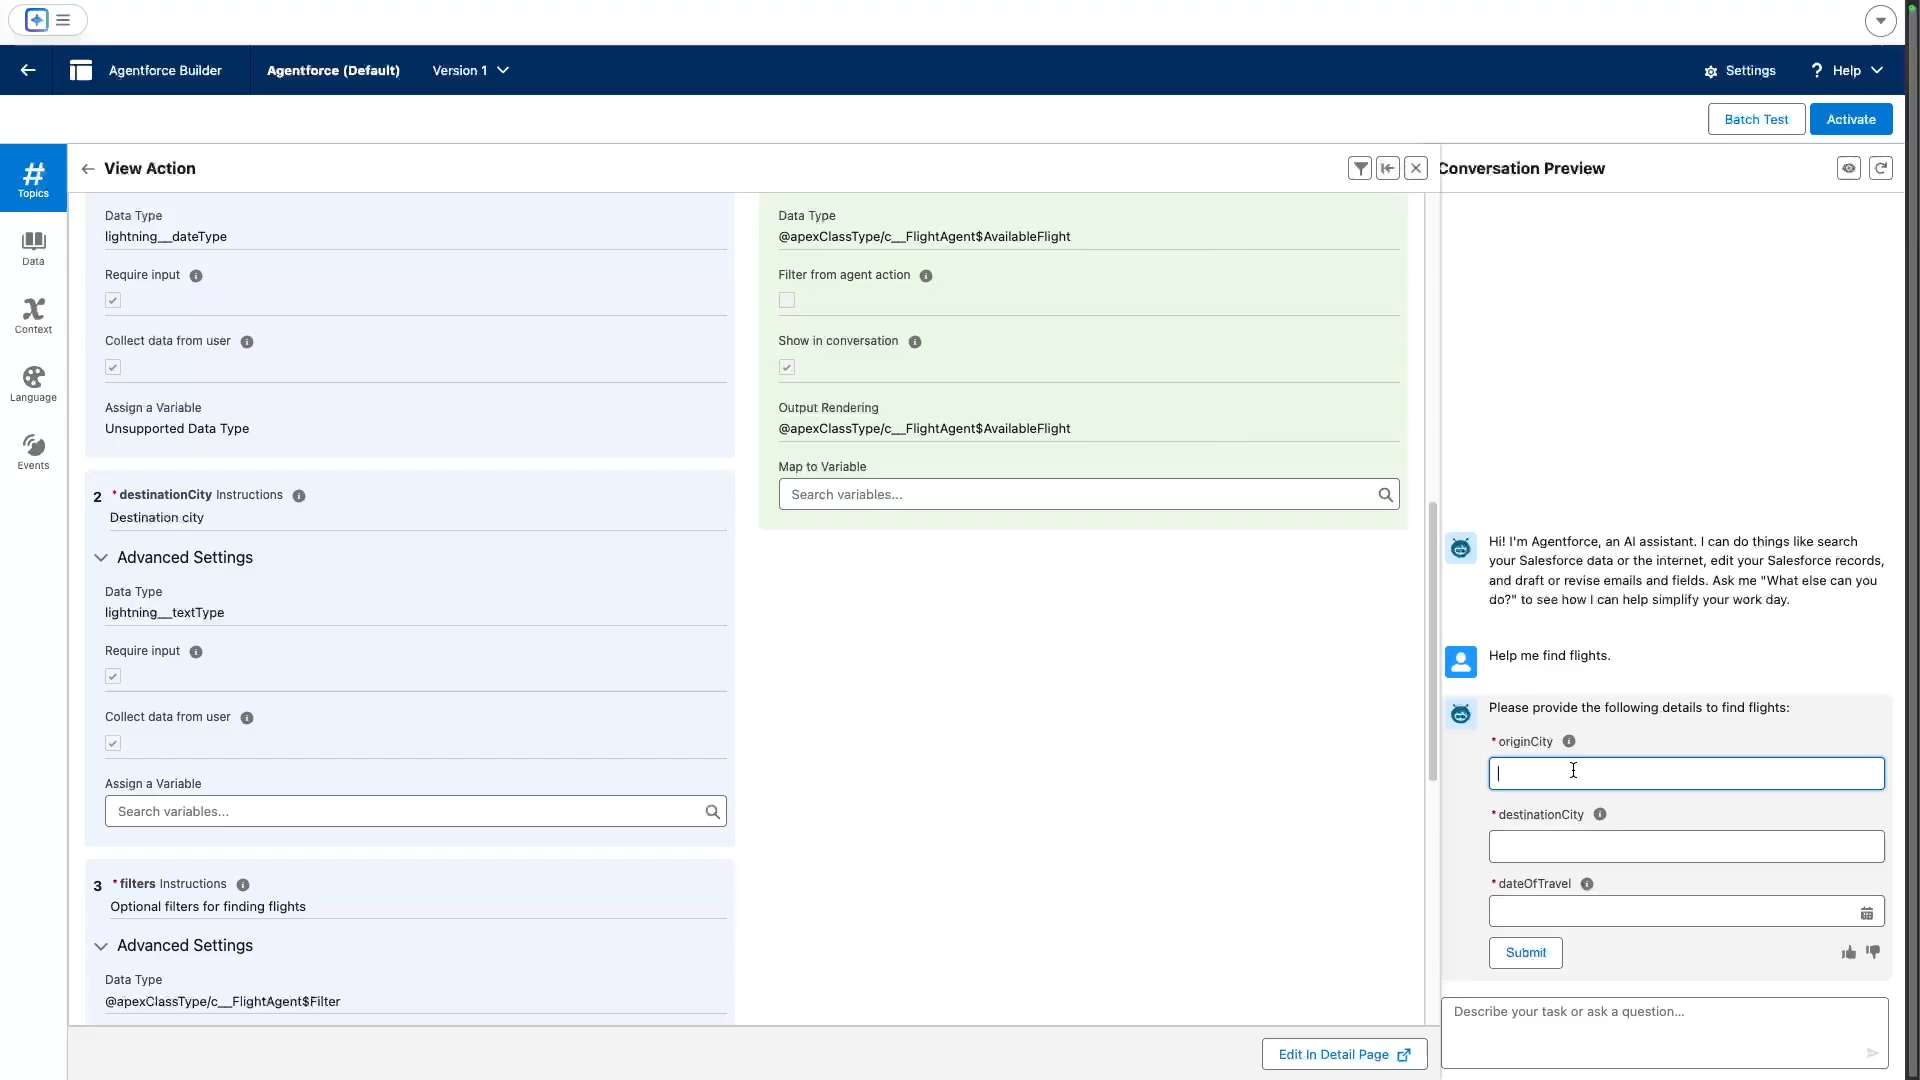 Agentforce Builder
Agentforce (Default)
Version 1
Settings
? Help
Batch Test
Activate
# Topics
Data
Context
Language
Events
View Action
Data Type
lightning__dateType
Require input
Collect data from user
Assign a Variable
Unsupported Data Type
2 *destinationCity Instructions
Destination city
Advanced Settings
Data Type
lightning__textType
Require input
Collect data from user
Assign a Variable
Search variables...
3 *filters Instructions
Optional filters for finding flights
Advanced Settings
Data Type
@apexClassType/c__FlightAgent$Filter
Data Type
@apexClassType/c__FlightAgent$AvailableFlight
Filter from agent action
Show in conversation
Output Rendering
@apexClassType/c__FlightAgent$AvailableFlight
Map to Variable
Search variables...
Edit In Detail Page
Conversation Preview
Hi! I'm Agentforce, an AI assistant. I can do things like search
your Salesforce data or the internet, edit your Salesforce records,
and draft or revise emails and fields. Ask me "What else can you
do?" to see how I can help simplify your work day.
Help me find flights.
Please provide the following details to find flights:
*originCity
*destinationCity
*dateOfTravel
Submit
Describe your task or ask a question...